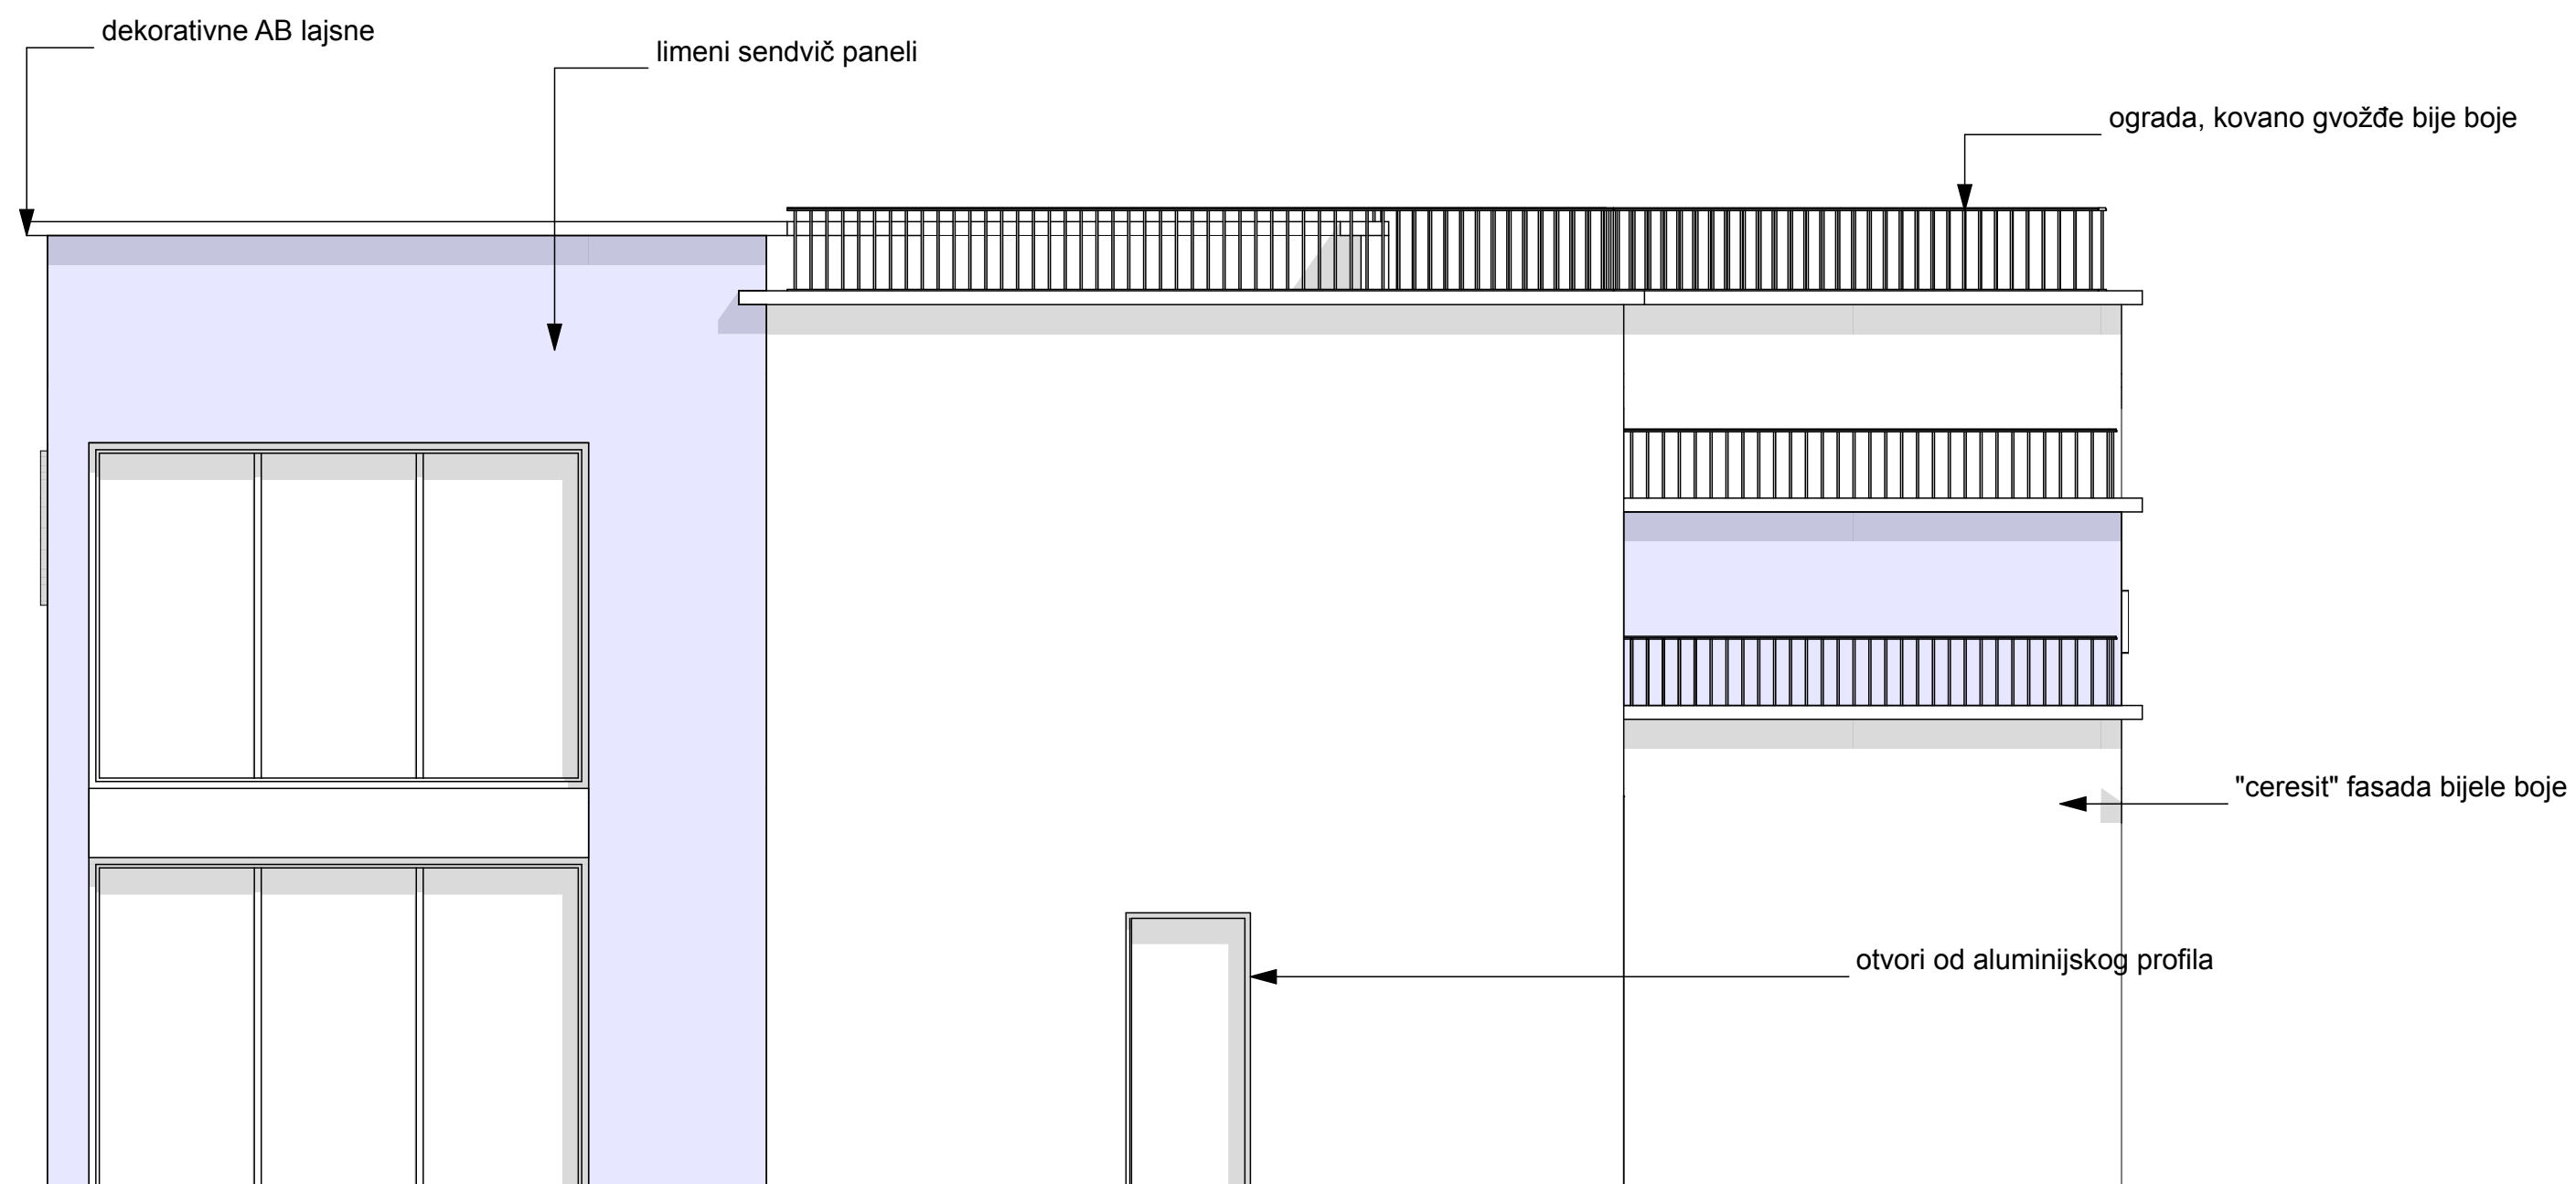 dekorativne AB lajsne
limeni sendvič paneli
ograda, kovano gvožđe bije boje
"ceresit" fasada bijele boje
otvori od aluminijskog profila